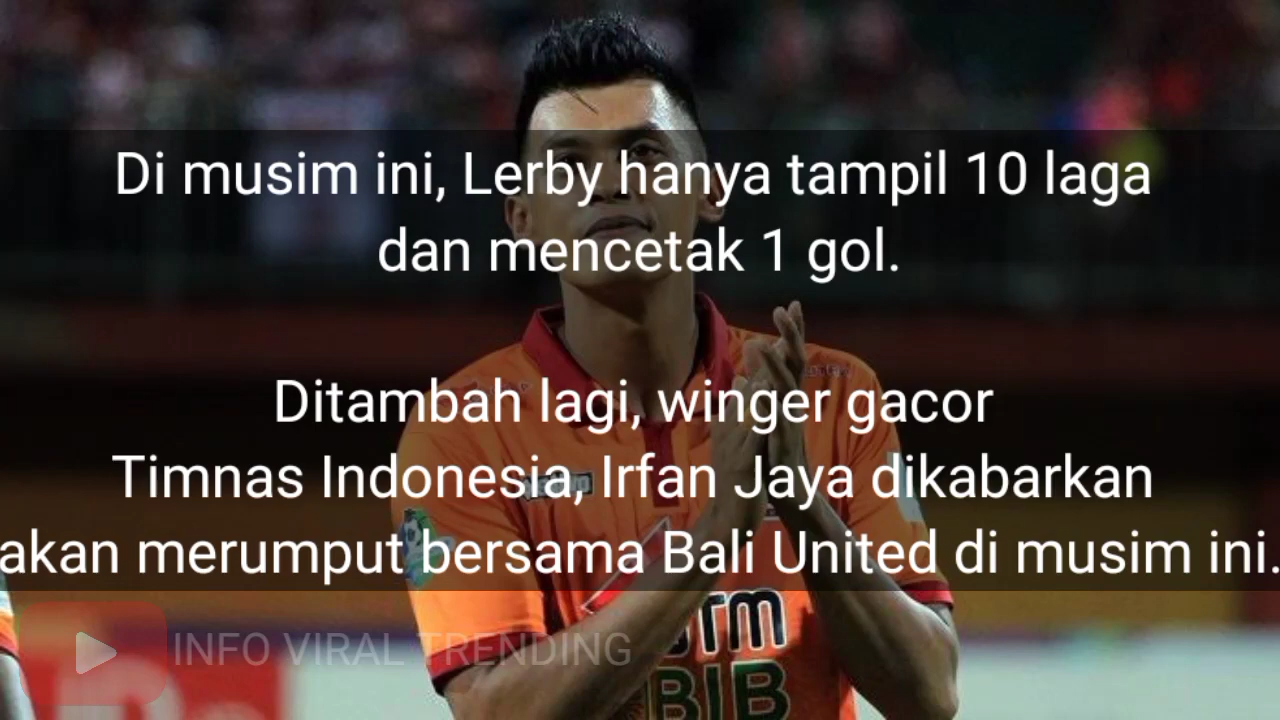 Di musim ini, Lerby hanya tampil 10 laga
dan mencetak 1 gol.
Ditambah lagi, winger gacor
Timnas Indonesia, Irfan Jaya dikabarkan
akan merumput bersama Bali United di musim ini.
INFO VIRAL TRENDING
BIB